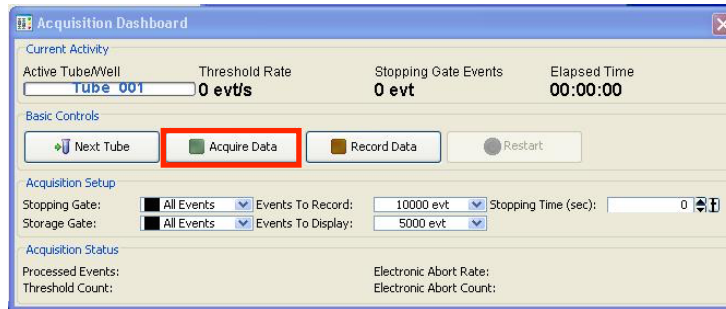 Acquisition Dashboard
Current Activity
Active Tube/Well Threshold Rate Stopping Gate Events Elapsed Time
Tube 001 0 evt/s 0 evt 00:00:00
Basic Controls
Next Tube Acquire Data Record Data Restart
Acquisition Setup
Stopping Gate: All Events Events To Record: 10000 evt Stopping Time (sec): 0
Storage Gate: All Events Events To Display: 5000 evt
Acquisition Status
Processed Events: Electronic Abort Rate:
Threshold Count: Electronic Abort Count: